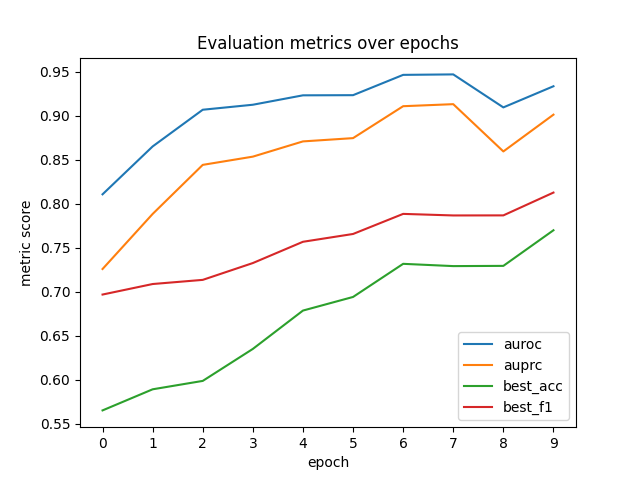 Evaluation metrics over epochs
metric score
0.95
0.90
0.85
0.80
0.75
0.70
0.65
0.60
0.55
auroc
auprc
best_acc
best_f1
0 1 2 3 4 5 6 7 8 9
epoch